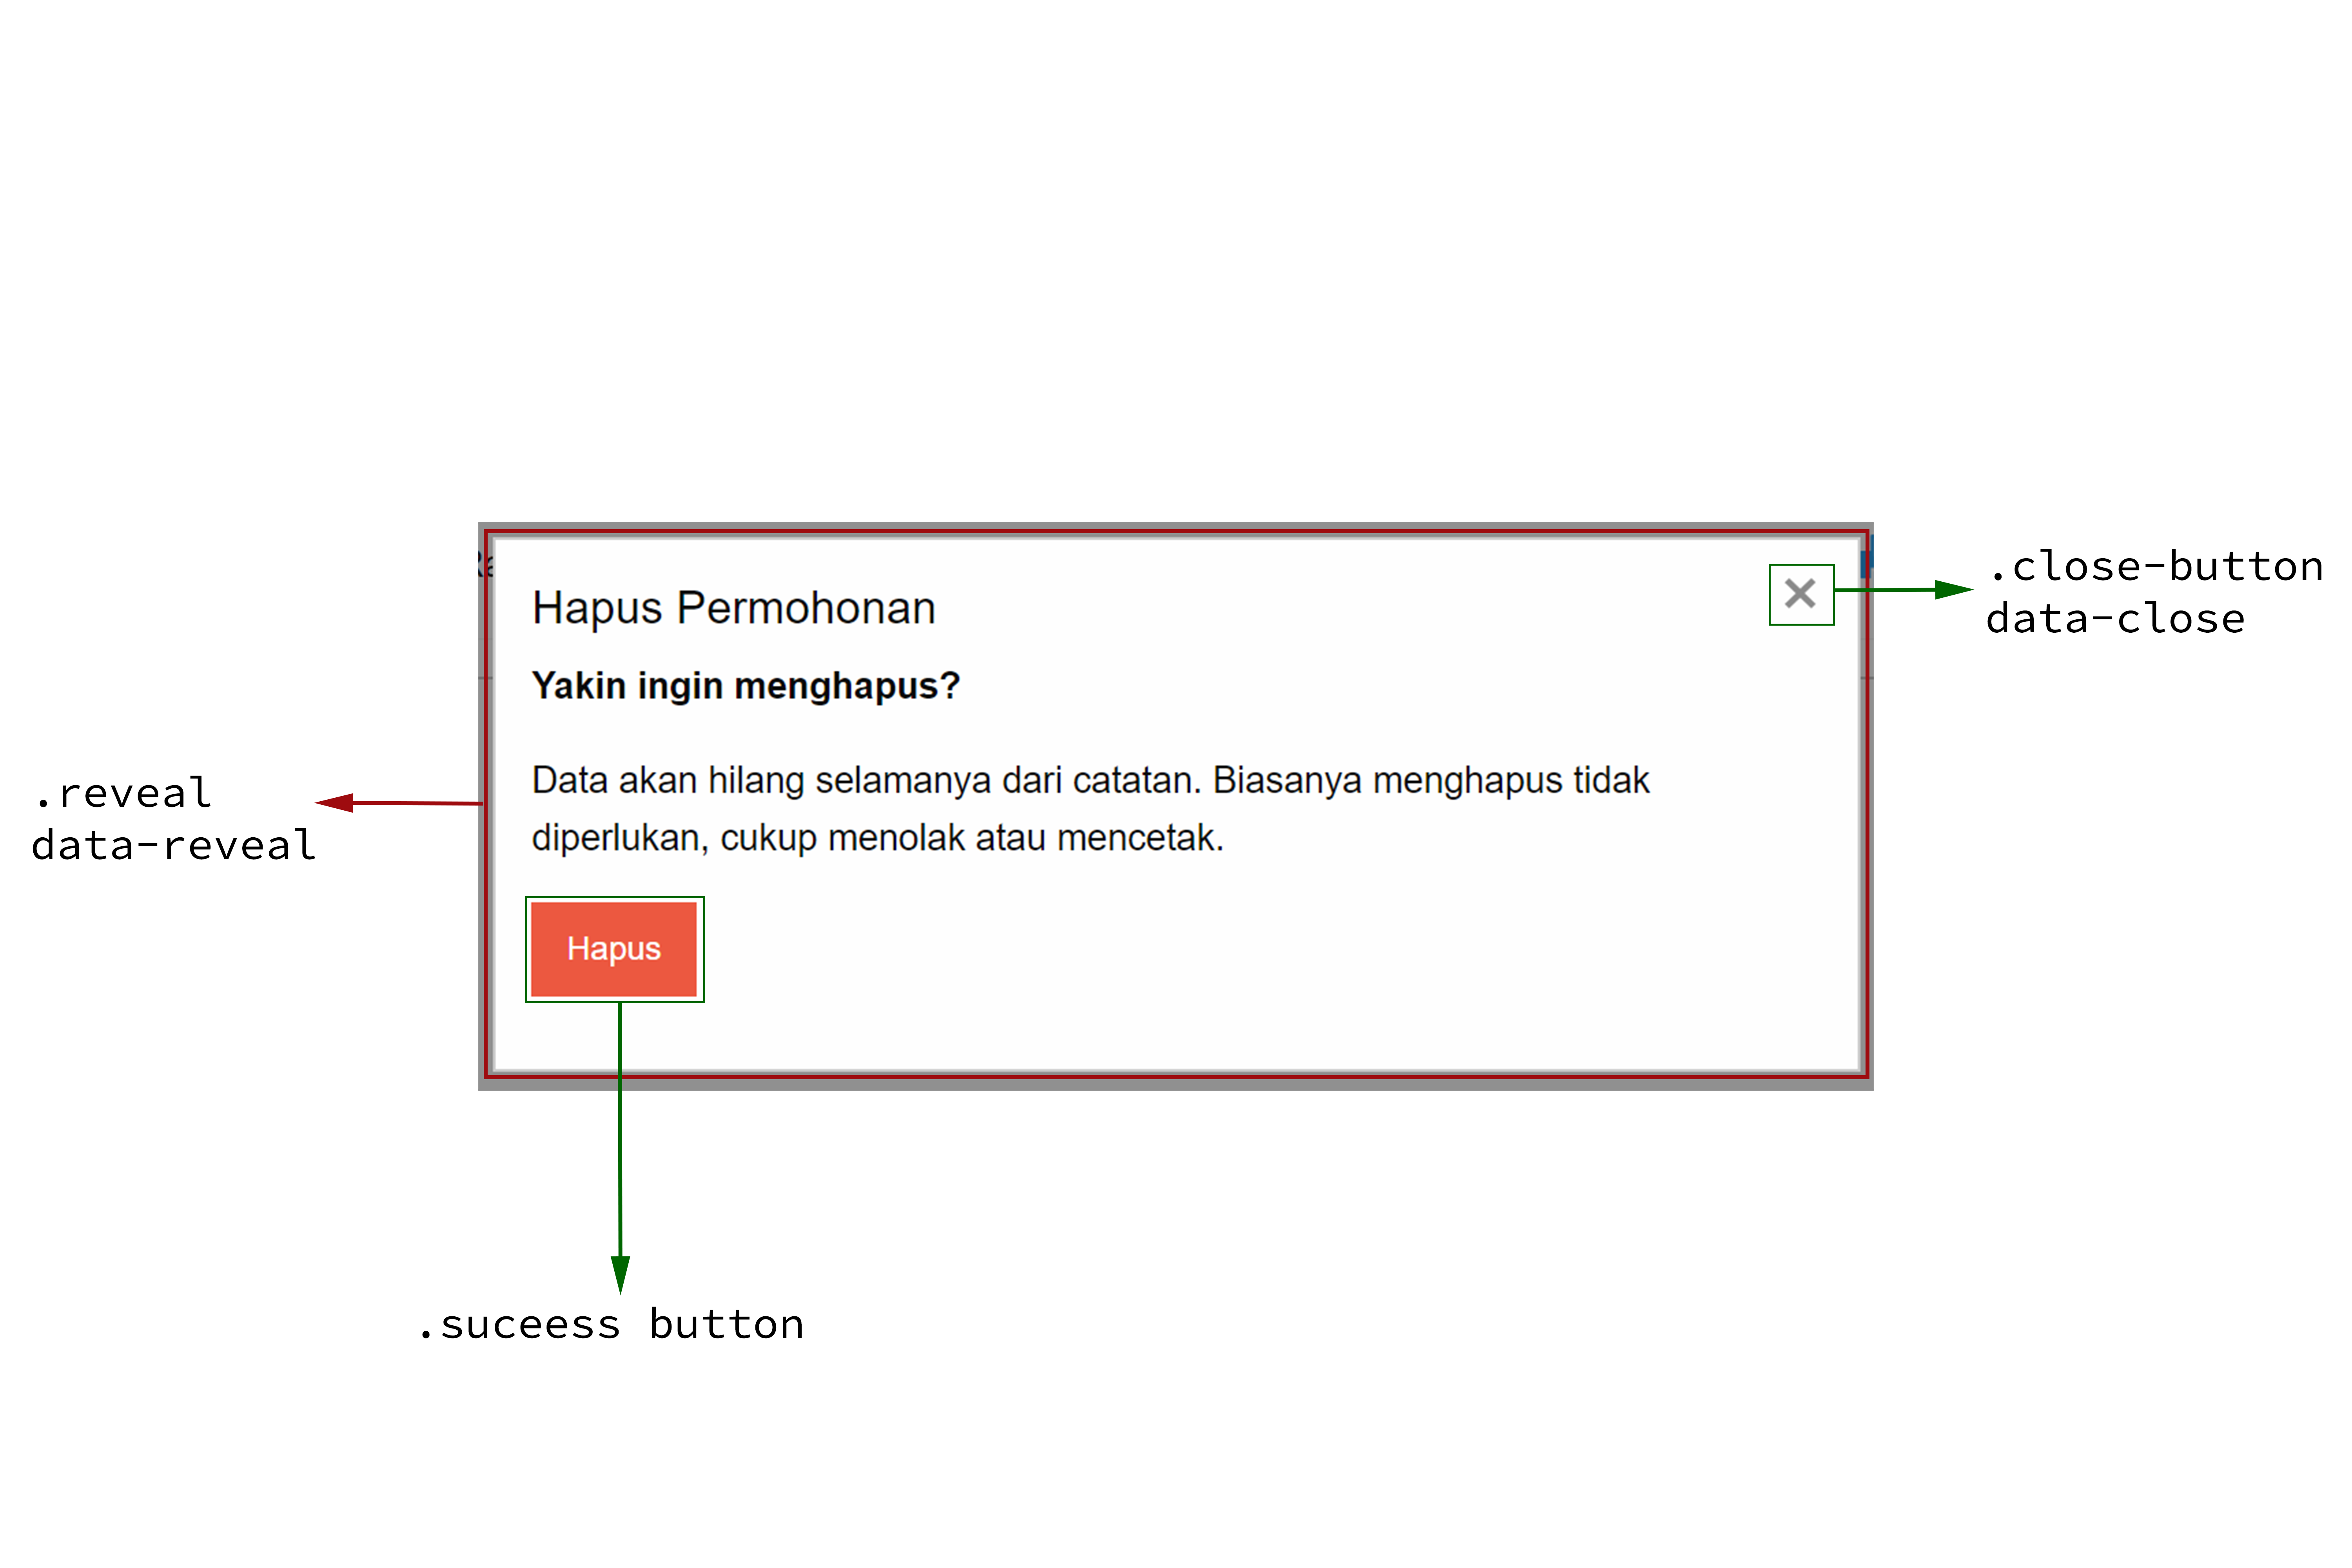 Hapus Permohonan
Yakin ingin menghapus?
Data akan hilang selamanya dari catatan. Biasanya menghapus tidak
diperlukan, cukup menolak atau mencetak.
Hapus
.close-button
data-close
.reveal
data-reveal
.suceess button